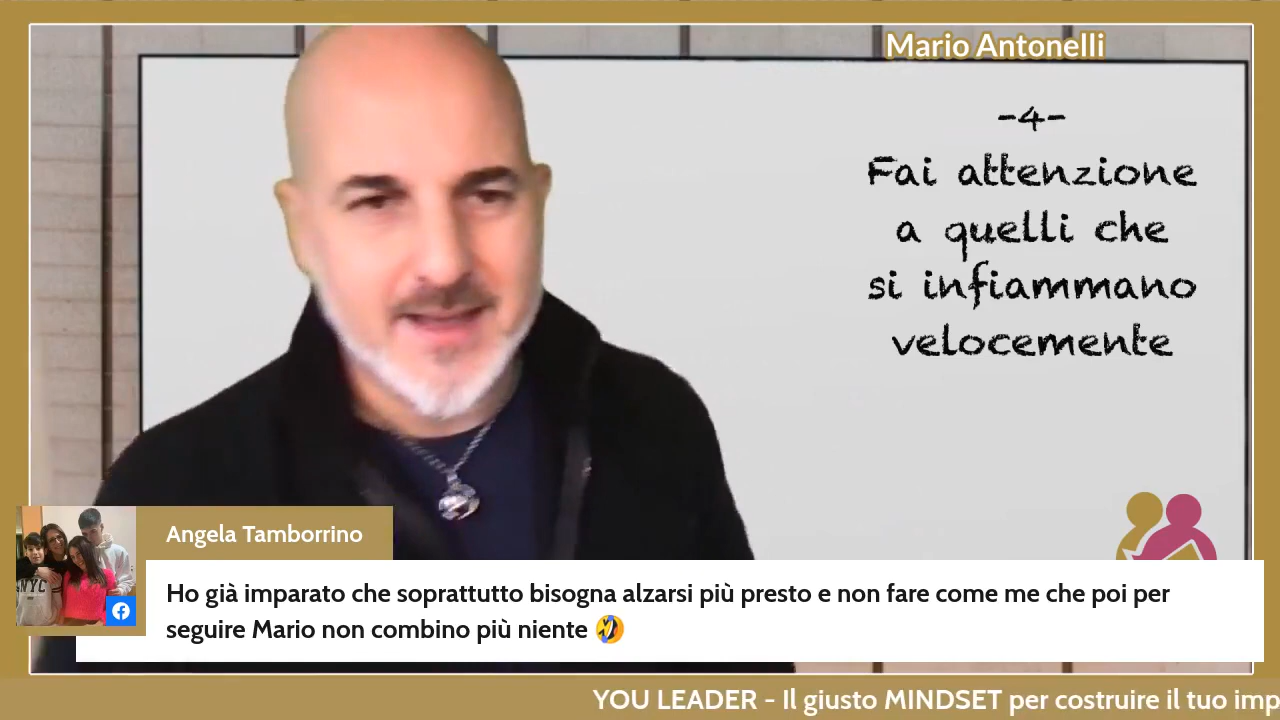 Mario Antonelli
-4-
Fai attenzione
a quelli che
si infiammano
velocemente
Angela Tamborrino
Ho già imparato che soprattutto bisogna alzarsi più presto e non fare come me che poi per
seguire Mario non combino più niente 🤣
YOU LEADER - Il giusto MINDSET per costruire il tuo imp